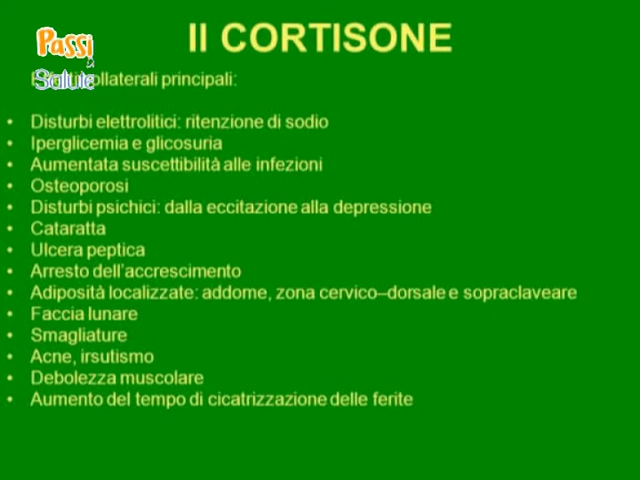 Il CORTISONE
Passi
di
Salute
collaterali principali:
• Disturbi elettrolitici: ritenzione di sodio
• Iperglicemia e glicosuria
• Aumentata suscettibilità alle infezioni
• Osteoporosi
• Disturbi psichici: dalla eccitazione alla depressione
• Cataratta
• Ulcera peptica
• Arresto dell’accrescimento
• Adiposità localizzate: addome, zona cervico–dorsale e sopraclaveare
• Faccia lunare
• Smagliature
• Acne, irsutismo
• Debolezza muscolare
• Aumento del tempo di cicatrizzazione delle ferite